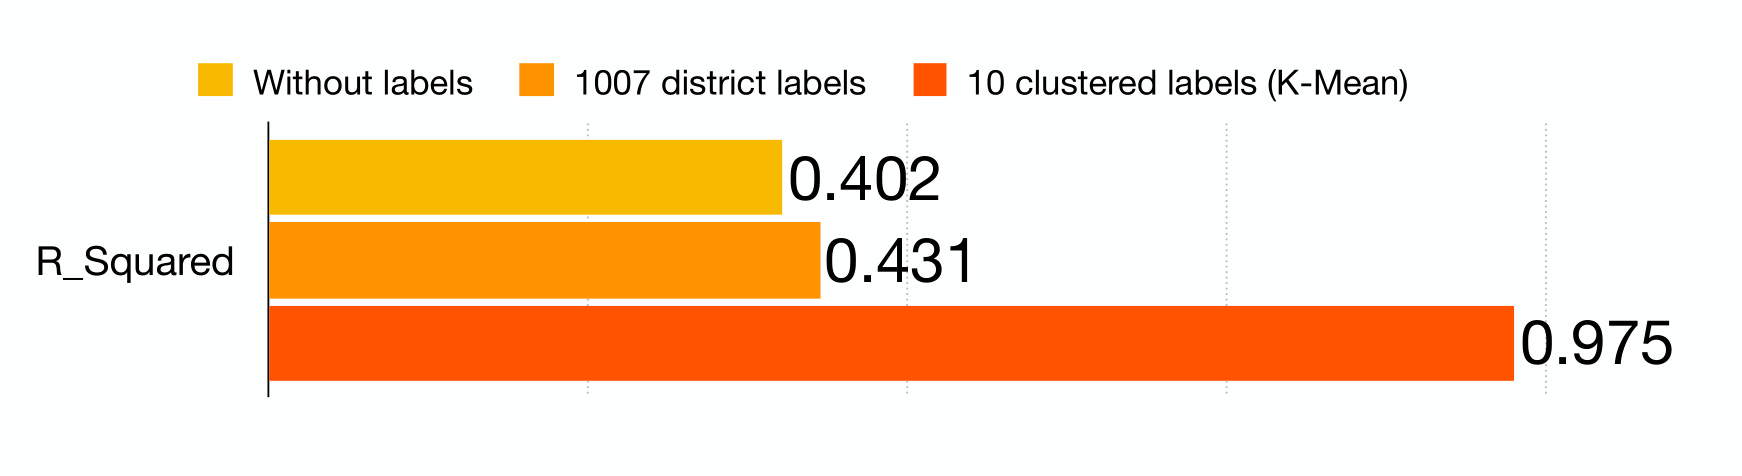 Without labels 1007 district labels 10 clustered labels (K-Mean)
0.402
R_Squared 0.431
0.975